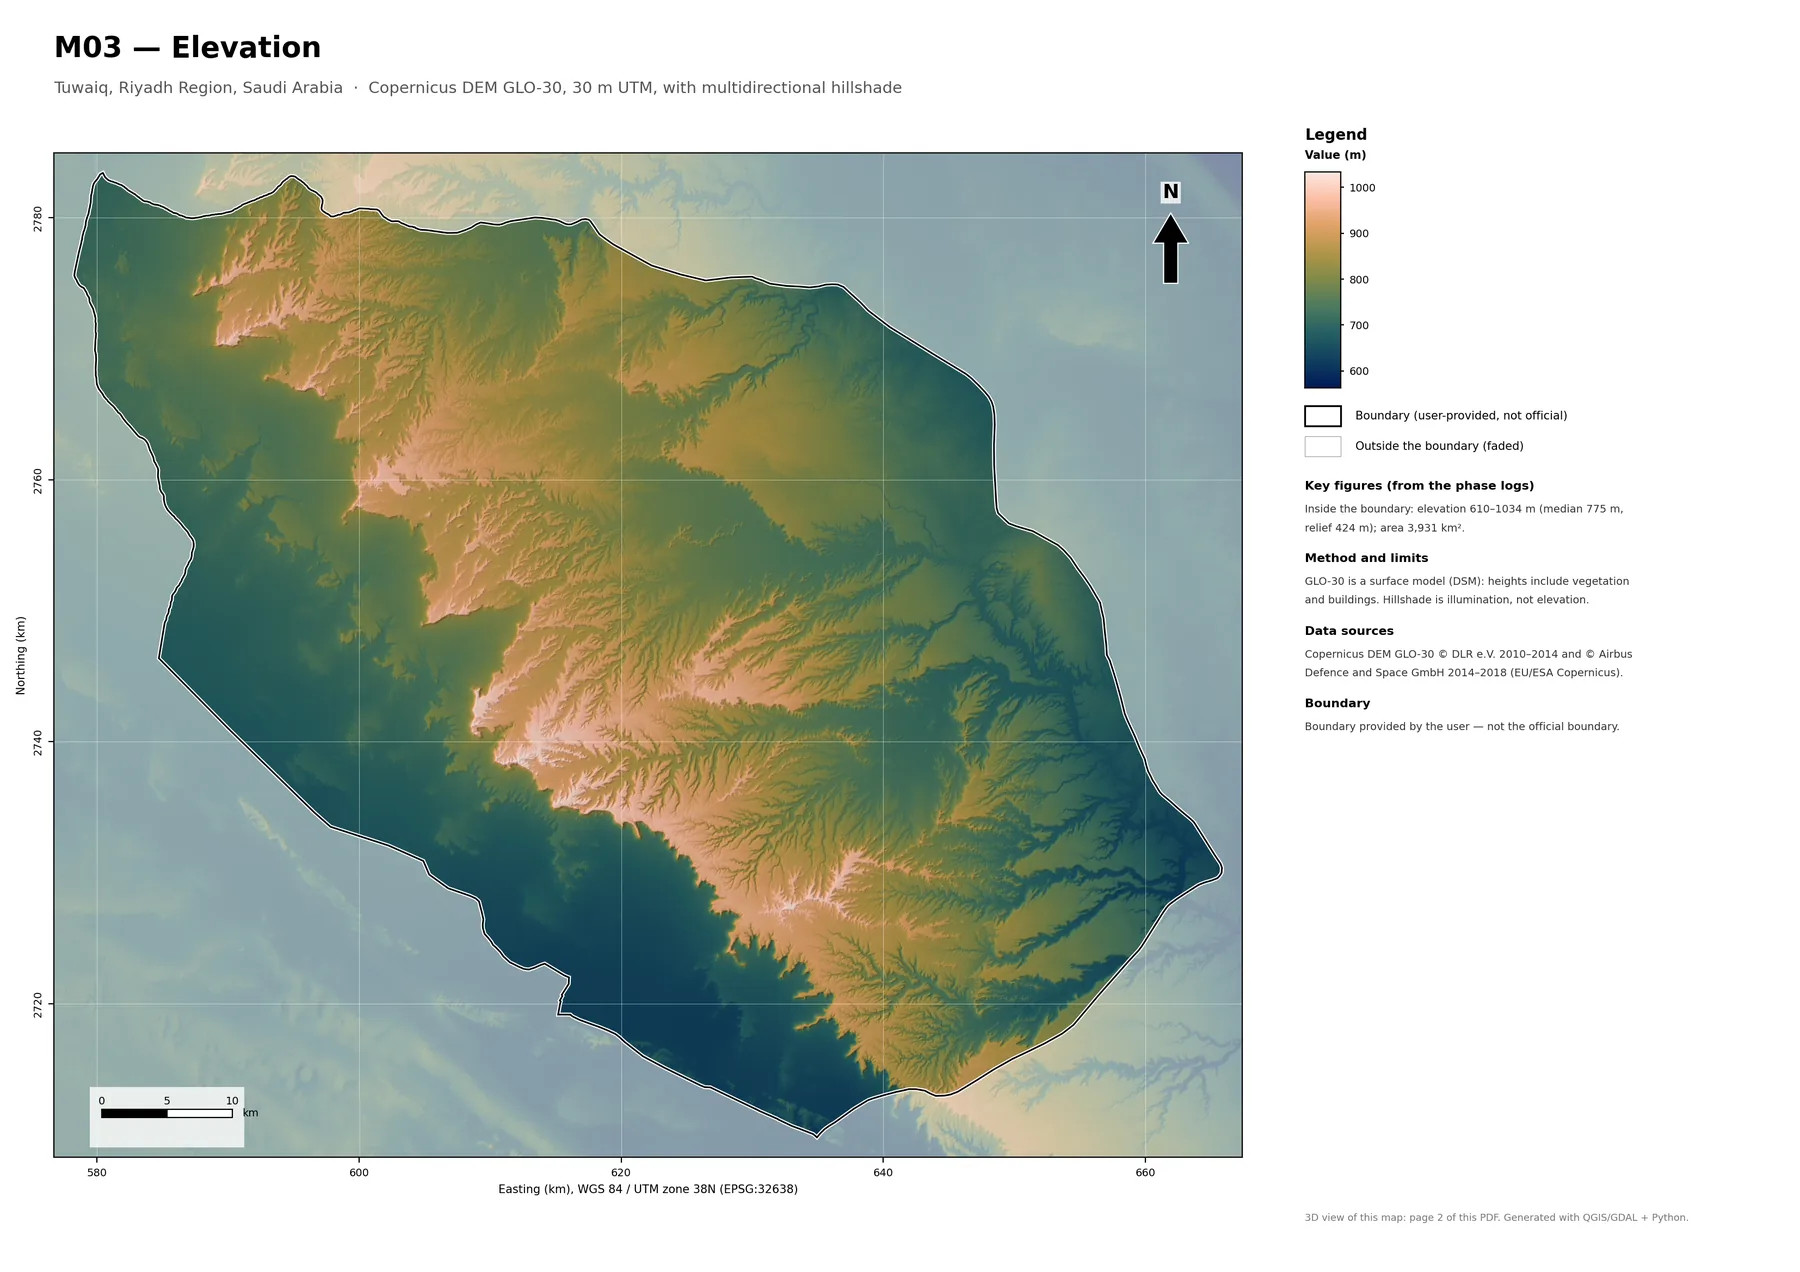 M03 — Elevation
Tuwaiq, Riyadh Region, Saudi Arabia · Copernicus DEM GLO-30, 30 m UTM, with multidirectional hillshade
Legend
Value (m)
1000
900
800
700
600
Boundary (user-provided, not official)
Outside the boundary (faded)
Key figures (from the phase logs)
Inside the boundary: elevation 610–1034 m (median 775 m,
relief 424 m); area 3,931 km².
Method and limits
GLO-30 is a surface model (DSM): heights include vegetation
and buildings. Hillshade is illumination, not elevation.
Data sources
Copernicus DEM GLO-30 © DLR e.V. 2010–2014 and © Airbus
Defence and Space GmbH 2014–2018 (EU/ESA Copernicus).
Boundary
Boundary provided by the user — not the official boundary.
N
2780
2760
2740
2720
Northing (km)
0 5 10
km
580 600 620 640 660
Easting (km), WGS 84 / UTM zone 38N (EPSG:32638)
3D view of this map: page 2 of this PDF. Generated with QGIS/GDAL + Python.